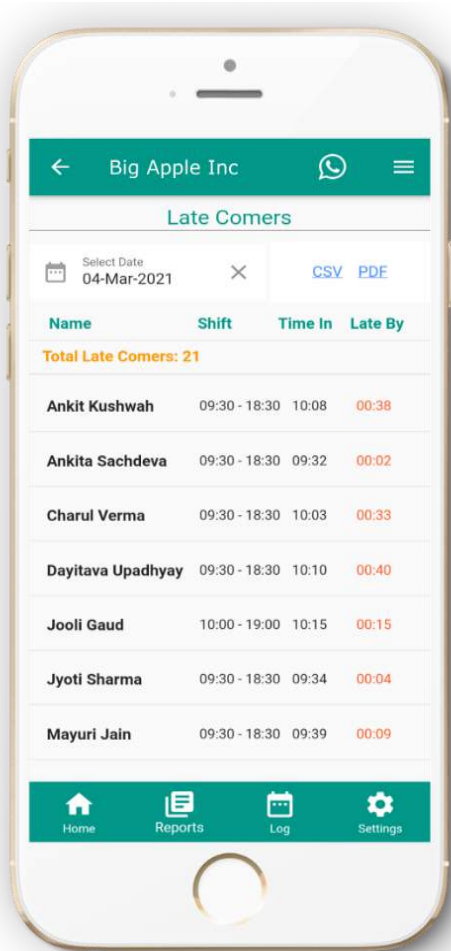 Big Apple Inc
Late Comers
Select Date
04-Mar-2021
CSV PDF
Name Shift Time In Late By
Total Late Comers: 21
Ankit Kushwah 09:30 - 18:30 10:08 00:38
Ankita Sachdeva 09:30 - 18:30 09:32 00:02
Charul Verma 09:30 - 18:30 10:03 00:33
Dayitava Upadhyay 09:30 - 18:30 10:10 00:40
Jooli Gaud 10:00 - 19:00 10:15 00:15
Jyoti Sharma 09:30 - 18:30 09:34 00:04
Mayuri Jain 09:30 - 18:30 09:39 00:09
Home Reports Log Settings